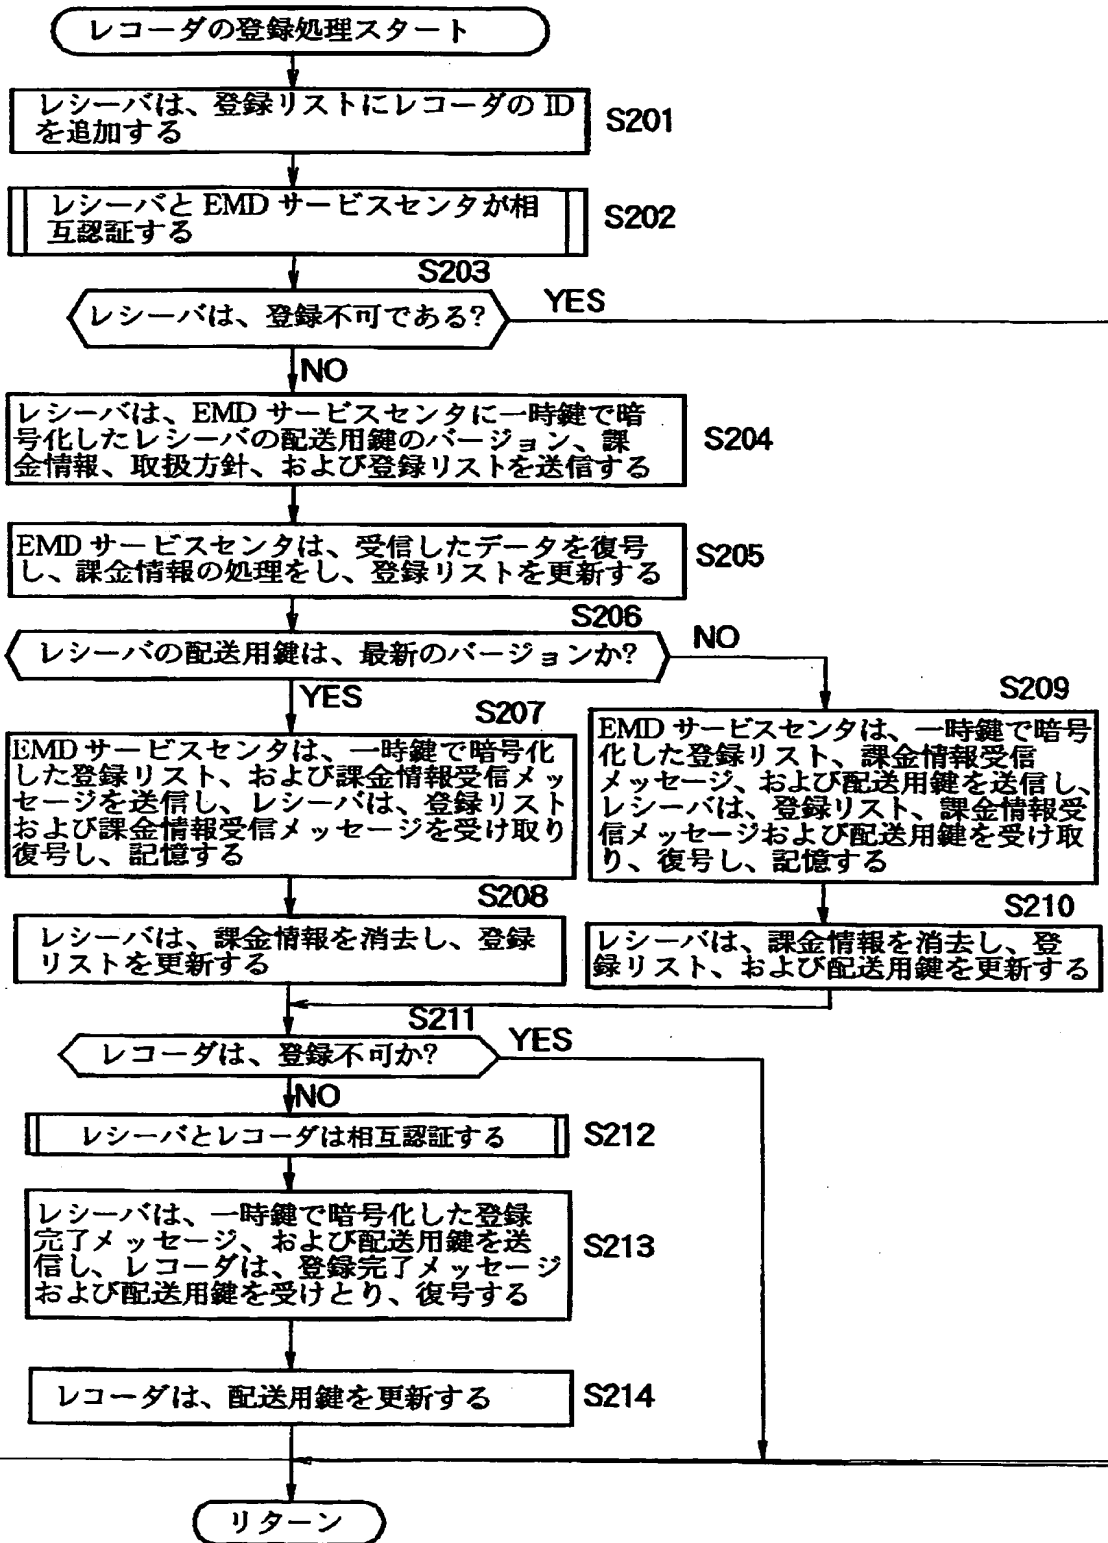 レコーダの登録処理スタート
レシーバは、登録リストにレコーダの ID
を追加する
S201
レシーバと EMD サービスセンタが相
互認証する
S202
S203
レシーバは、登録不可である?
YES
NO
レシーバは、EMD サービスセンタに一時鍵で暗
号化したレシーバの配送用鍵のバージョン、課
金情報、取扱方針、および登録リストを送信する
S204
EMD サービスセンタは、受信したデータを復号
し、課金情報の処理をし、登録リストを更新する
S205
S206
レシーバの配送用鍵は、最新のバージョンか?
NO
YES
S207
EMD サービスセンタは、一時鍵で暗号化
した登録リスト、および課金情報受信メッ
セージを送信し、レシーバは、登録リスト
および課金情報受信メッセージを受け取り
復号し、記憶する
S209
EMD サービスセンタは、一時鍵で暗号
化した登録リスト、課金情報受信
メッセージ、および配送用鍵を送信し、
レシーバは、登録リスト、課金情報受
信メッセージおよび配送用鍵を受け取
り、復号し、記憶する
S208
レシーバは、課金情報を消去し、登録
リストを更新する
S210
レシーバは、課金情報を消去し、登
録リスト、および配送用鍵を更新する
S211
レコーダは、登録不可か?
YES
NO
レシーバとレコーダは相互認証する
S212
レシーバは、一時鍵で暗号化した登録
完了メッセージ、および配送用鍵を送
信し、レコーダは、登録完了メッセージ
および配送用鍵を受けとり、復号する
S213
レコーダは、配送用鍵を更新する
S214
リターン